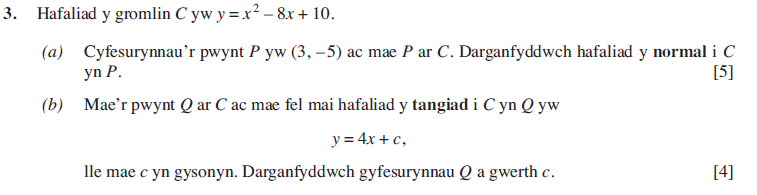 3. Hafaliad y gromlin C yw y = x² – 8x + 10.
(a) Cyfesurynnau'r pwynt P yw (3, –5) ac mae P ar C. Darganfyddwch hafaliad y normal i C
yn P. [5]
(b) Mae'r pwynt Q ar C ac mae fel mai hafaliad y tangiad i C yn Q yw
y = 4x + c,
lle mae c yn gysonyn. Darganfyddwch gyfesurynnau Q a gwerth c. [4]